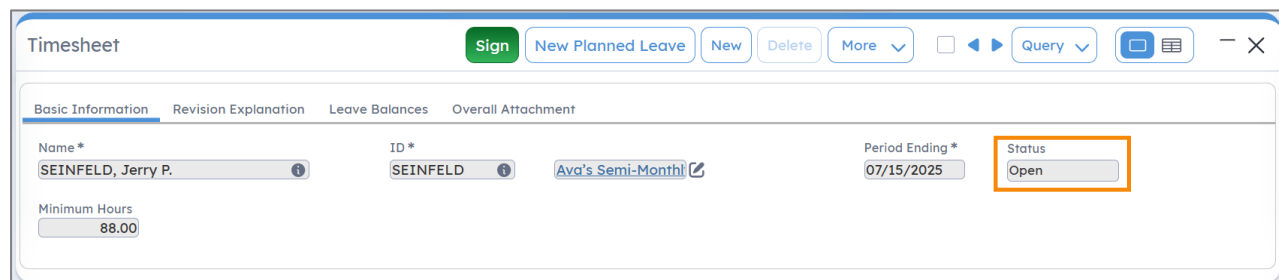 Timesheet
Sign New Planned Leave New Delete More Query
Basic Information Revision Explanation Leave Balances Overall Attachment
Name * ID * Period Ending * Status
SEINFELD, Jerry P. SEINFELD Ava's Semi-Monthl 07/15/2025 Open
Minimum Hours
88.00